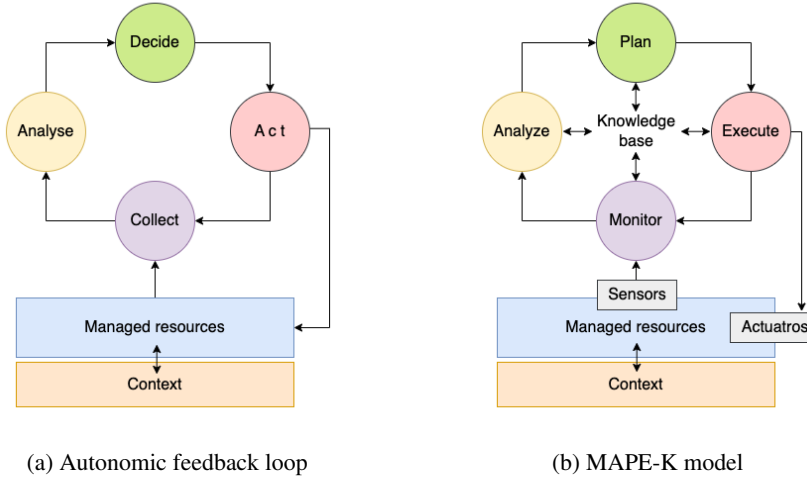 Decide
Analyse
A c t
Collect
Managed resources
Context
(a) Autonomic feedback loop
Plan
Analyze
Knowledge
base
Execute
Monitor
Sensors
Managed resources
Actuatros
Context
(b) MAPE-K model